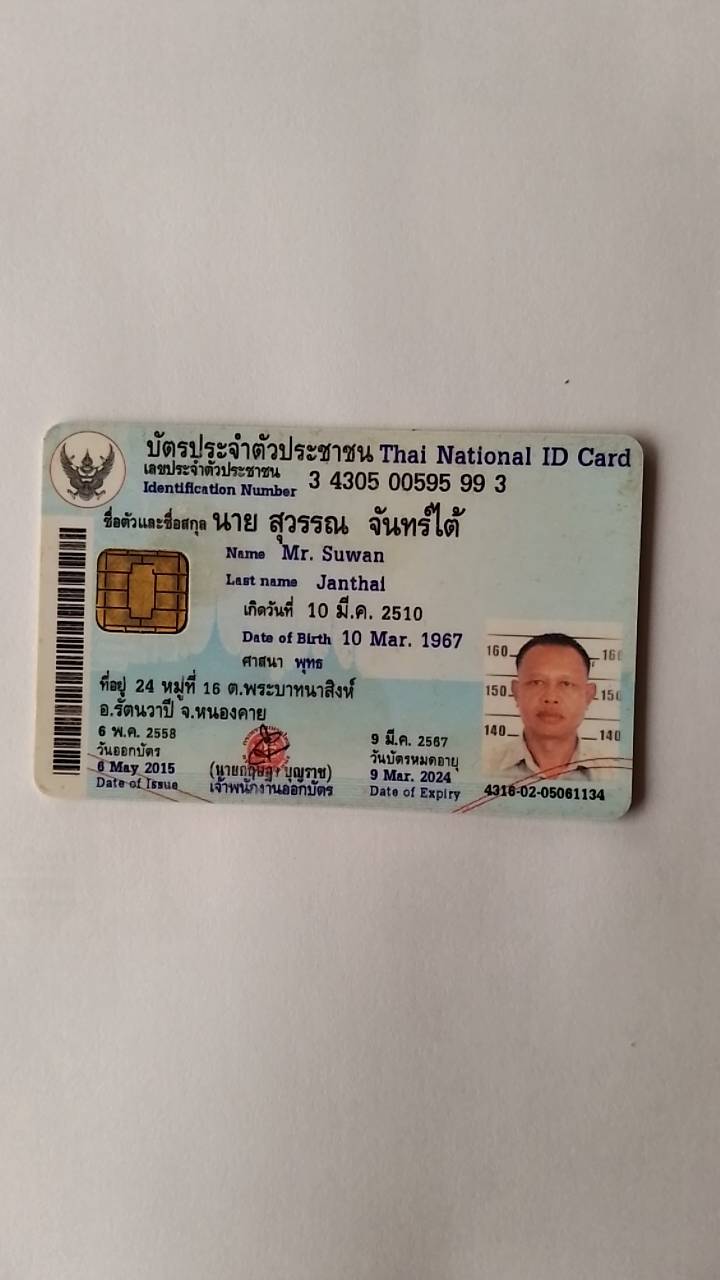 บัตรประจำตัวประชาชน Thai National ID Card
เลขประจำตัวประชาชน
Identification Number 3 4305 00595 99 3
ชื่อตัวและชื่อสกุล นาย สุวรรณ จันทร์ไต้
Name Mr. Suwan
Last name Janthai
เกิดวันที่ 10 มี.ค. 2510
Date of Birth 10 Mar. 1967
ศาสนา พุทธ
ที่อยู่ 24 หมู่ที่ 16 ต.พระบาทนาสิงห์
อ.รัตนวาปี จ.หนองคาย
6 พ.ค. 2558
วันออกบัตร
6 May 2015
Date of Issue
เจ้าพนักงานออกบัตร
9 มี.ค. 2567
วันบัตรหมดอายุ
9 Mar. 2024
Date of Expiry
160 160
150 150
140 140
4316-02-05061134